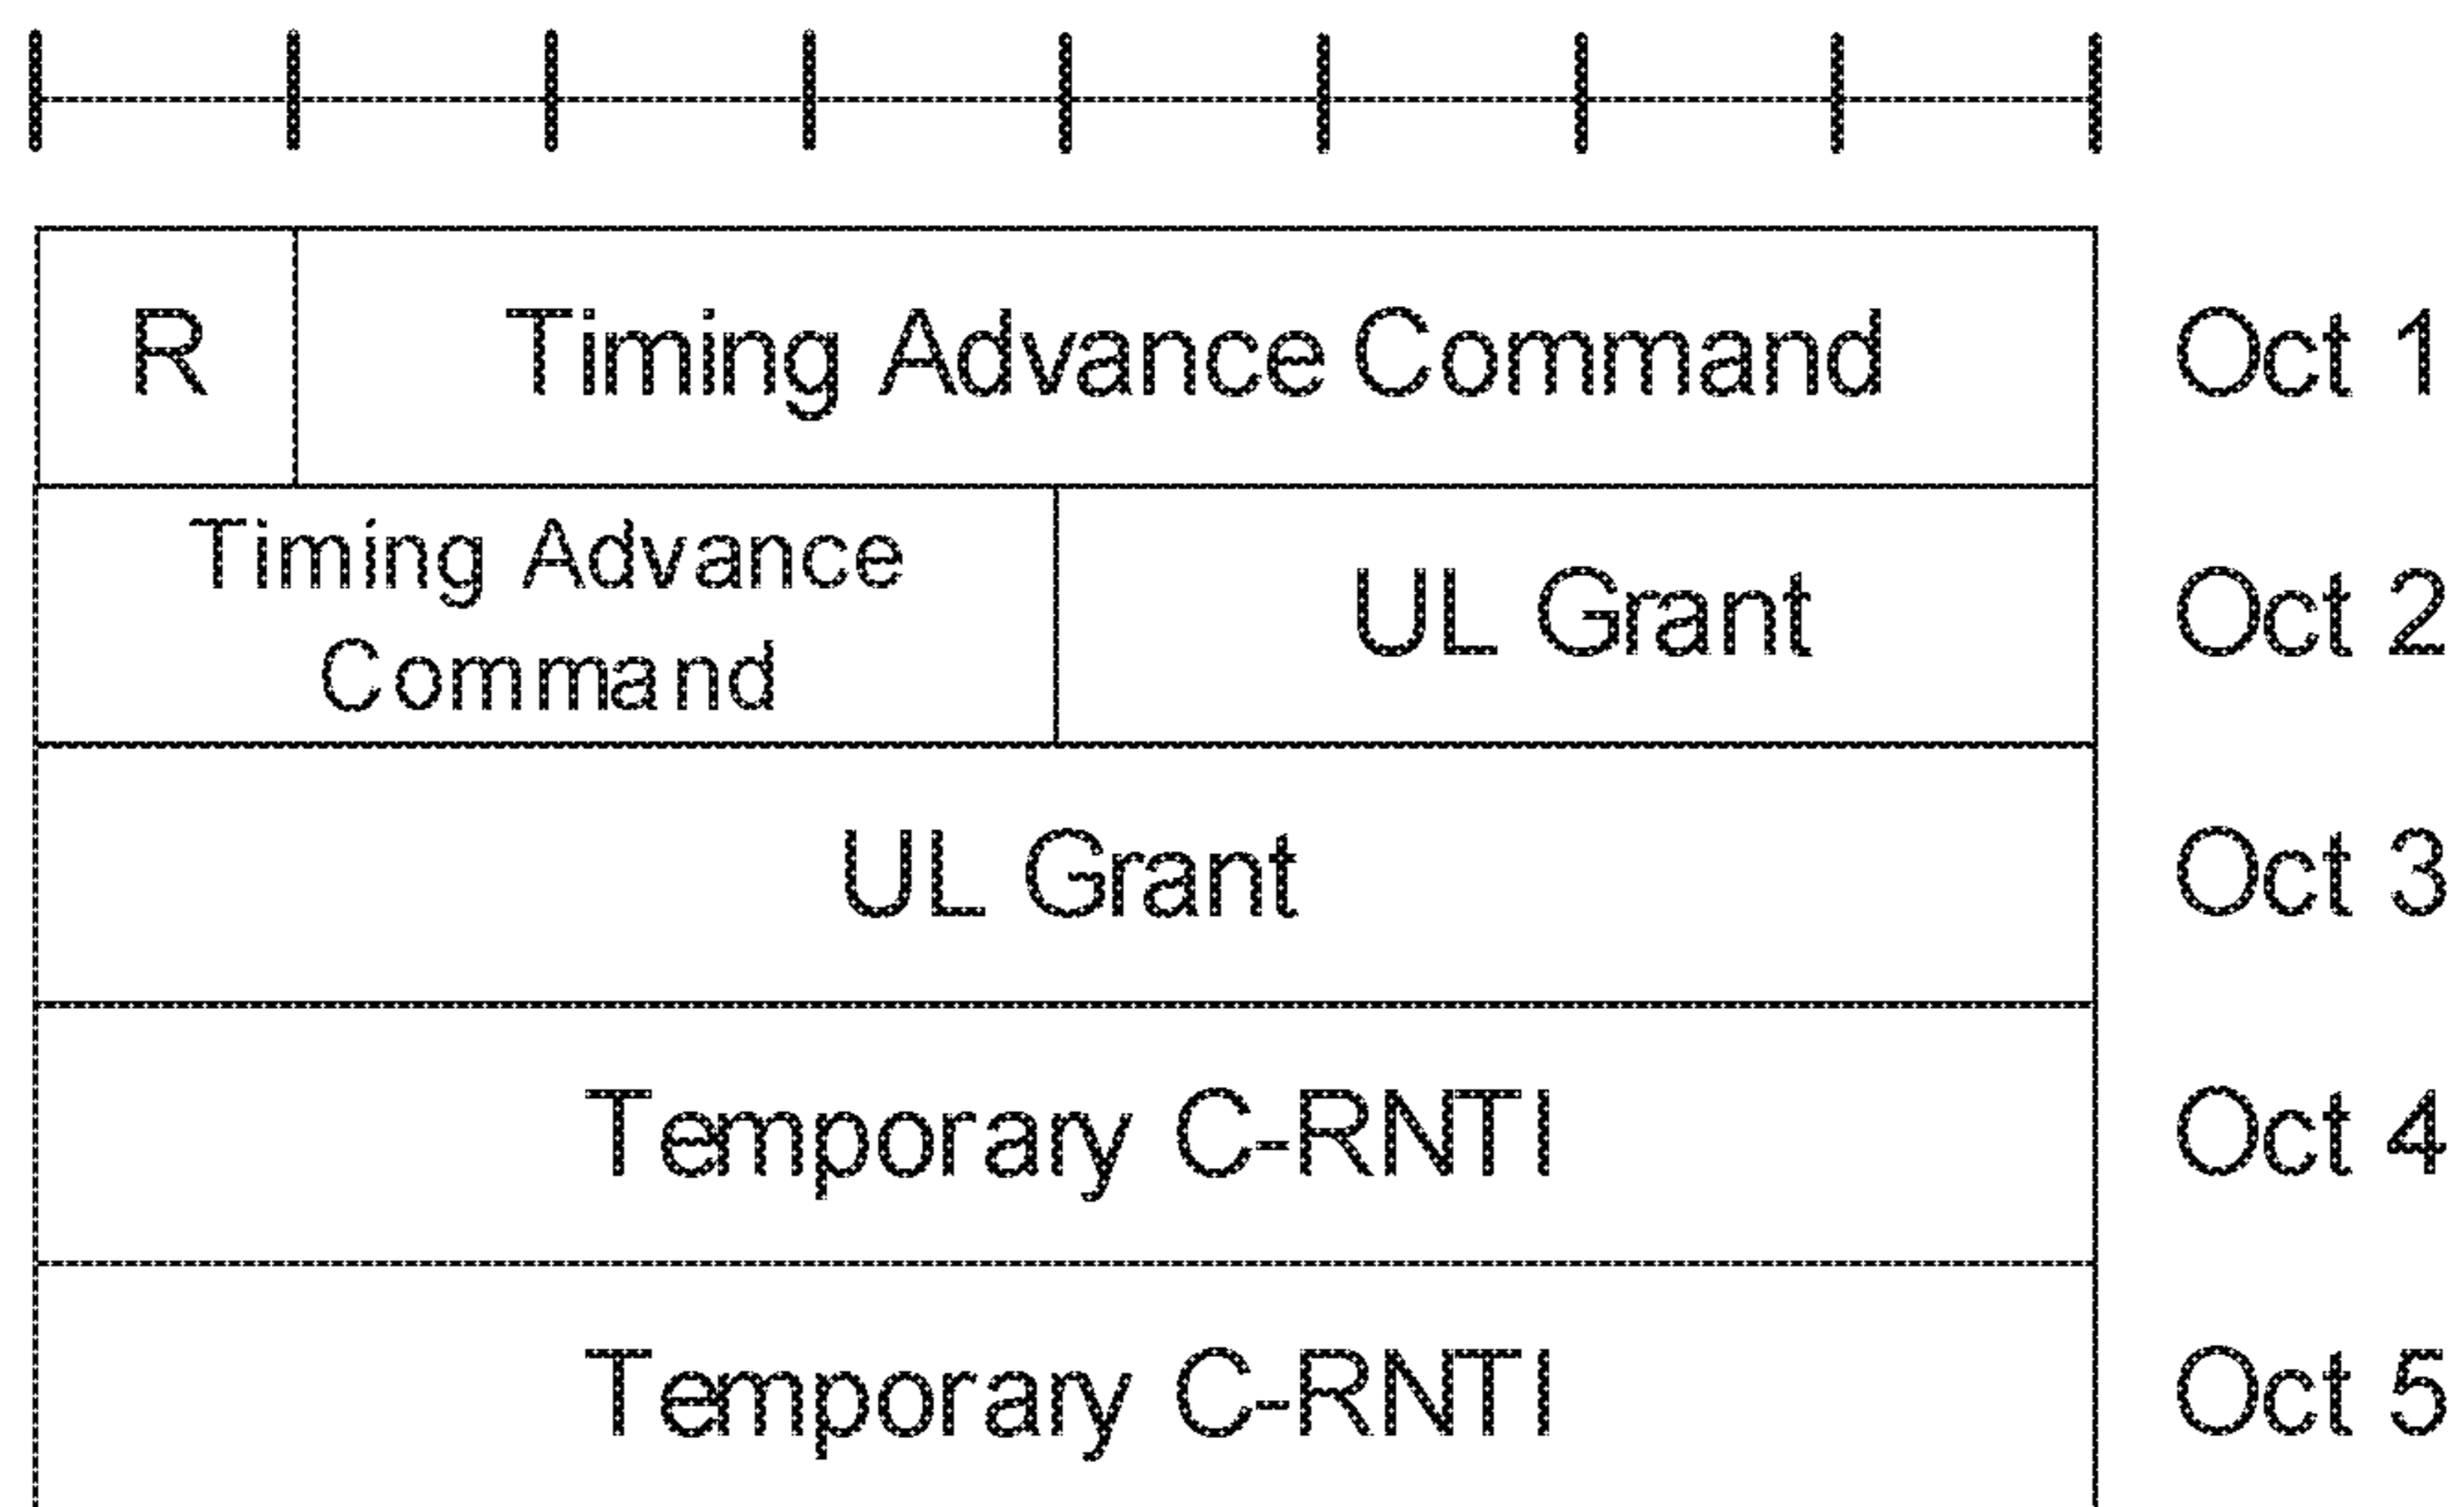 R Timing Advance Command Oct 1
Timing Advance
Command
UL Grant Oct 2
UL Grant Oct 3
Temporary C-RNTI Oct 4
Temporary C-RNTI Oct 5